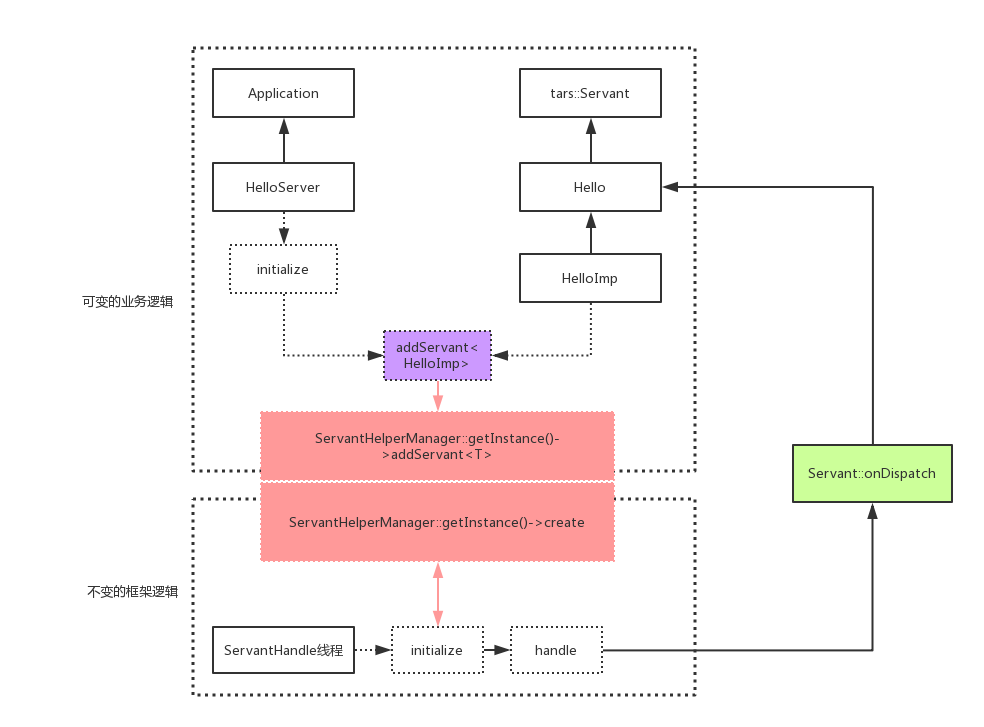 Application
tars::Servant
HelloServer
Hello
initialize
HelloImp
可变的业务逻辑
addServant<
HelloImp>
ServantHelperManager::getInstance()-
>addServant<T>
Servant::onDispatch
ServantHelperManager::getInstance()->create
不变的框架逻辑
ServantHandle线程
initialize
handle